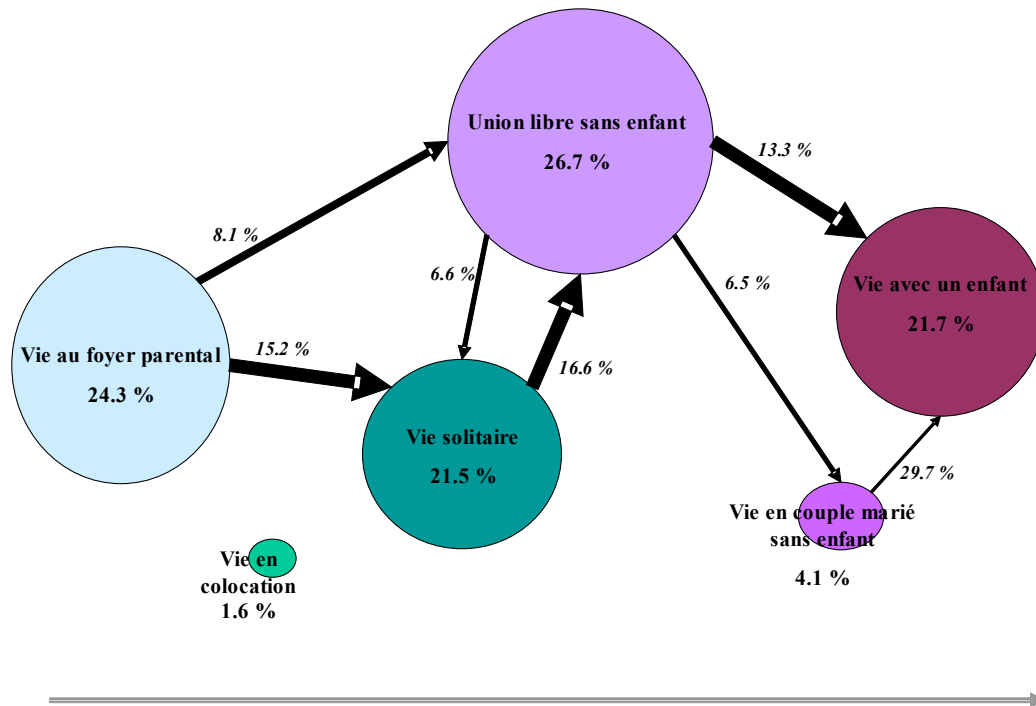 Union libre sans enfant
26.7 %
13.3 %
8.1 %
6.6 %
6.5 %
Vie avec un enfant
21.7 %
Vie au foyer parental
24.3 %
15.2 %
16.6 %
Vie solitaire
21.5 %
29.7 %
Vie en couple marié
sans enfant
4.1 %
Vie en
colocation
1.6 %